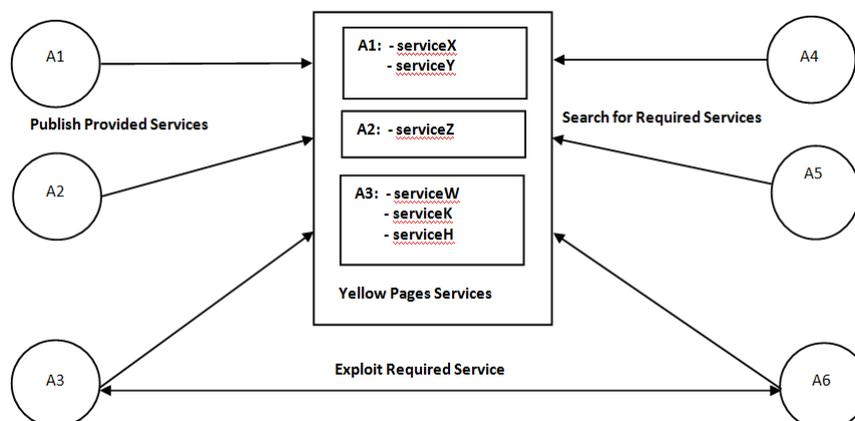 A1
A1: - serviceX
- serviceY
A4
Publish Provided Services
Search for Required Services
A2: - serviceZ
A2
A5
A3: - serviceW
- serviceK
- serviceH
Yellow Pages Services
Exploit Required Service
A3
A6